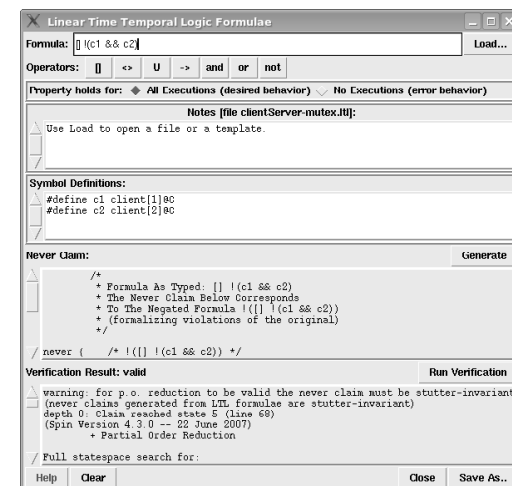 Linear Time Temporal Logic Formulae
Formula: [] !(c1 && c2) Load...
Operators: [] <> U -> and or not
Property holds for: All Executions (desired behavior) No Executions (error behavior)
Notes [file clientServer-mutex.ltl]:
Use Load to open a file or a template.
Symbol Definitions:
#define c1 client[1]@C
#define c2 client[2]@C
Never Claim: Generate
/*
* Formula As Typed: [] !(c1 && c2)
* The Never Claim Below Corresponds
* To The Negated Formula !([] !(c1 && c2))
* (formalizing violations of the original)
*/
never { /* !([] !(c1 && c2)) */
Verification Result: valid Run Verification
warning: for p.o. reduction to be valid the never claim must be stutter-invariant
(never claims generated from LTL formulae are stutter-invariant)
depth 0: Claim reached state 5 (line 68)
(Spin Version 4.3.0 -- 22 June 2007)
+ Partial Order Reduction
Full statespace search for:
Help Clear Close Save As..